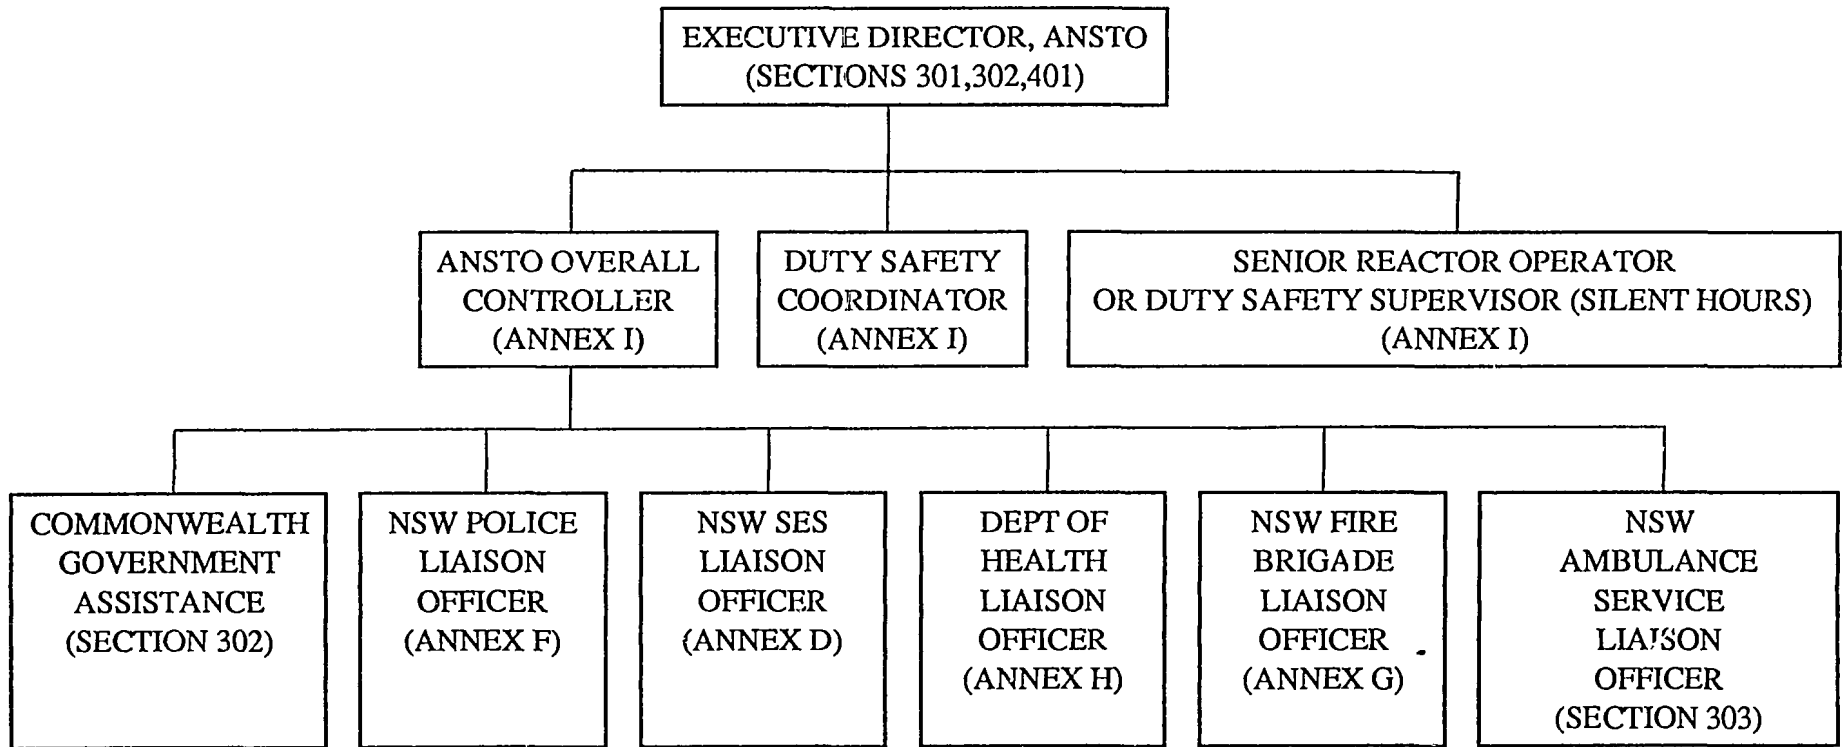 EXECUTIVE DIRECTOR, ANSTO
(SECTIONS 301,302,401)
ANSTO OVERALL
CONTROLLER
(ANNEX I)
DUTY SAFETY
COORDINATOR
(ANNEX I)
SENIOR REACTOR OPERATOR
OR DUTY SAFETY SUPERVISOR (SILENT HOURS)
(ANNEX I)
COMMONWEALTH
GOVERNMENT
ASSISTANCE
(SECTION 302)
NSW POLICE
LIAISON
OFFICER
(ANNEX F)
NSW SES
LIAISON
OFFICER
(ANNEX D)
DEPT OF
HEALTH
LIAISON
OFFICER
(ANNEX H)
NSW FIRE
BRIGADE
LIAISON
OFFICER
(ANNEX G)
NSW
AMBULANCE
SERVICE
LIAISON
OFFICER
(SECTION 303)